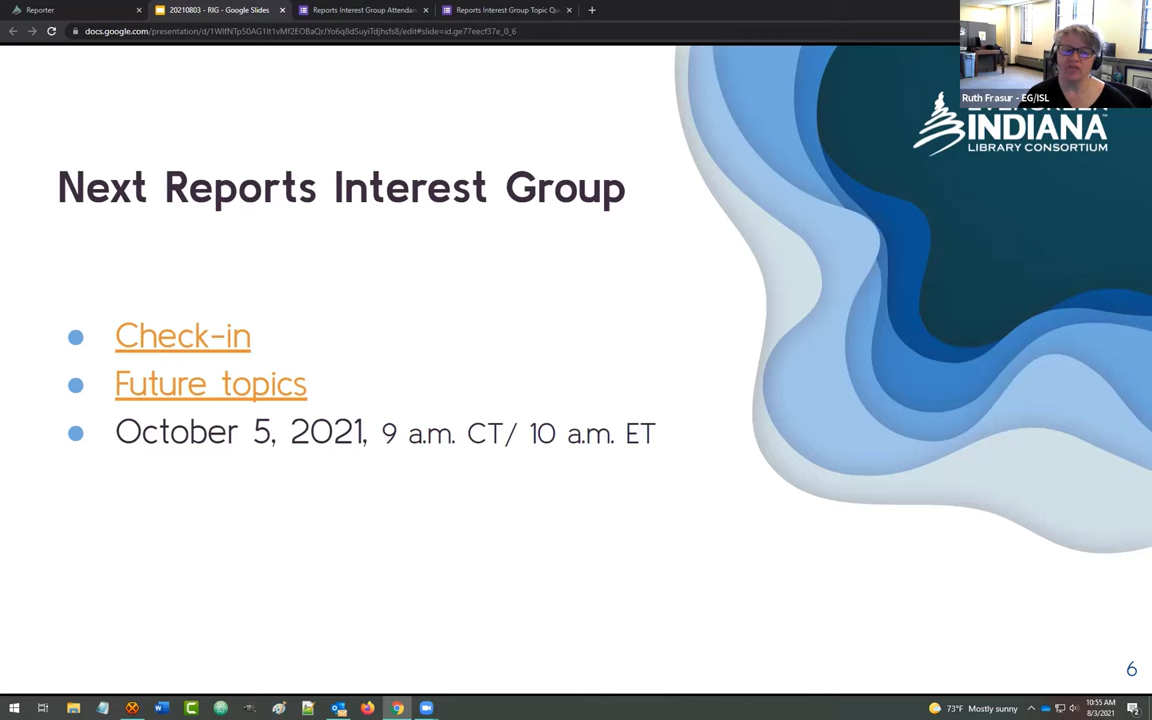 Reporter
20210803 - RIG - Google Slides
Reports Interest Group Attendan
Reports Interest Group Topic Qu
Ruth Frasur - EG/ISL
INDIANA
LIBRARY CONSORTIUM
Next Reports Interest Group
Check-in
Future topics
October 5, 2021, 9 a.m. CT/ 10 a.m. ET
6
73°F Mostly sunny
10:55 AM
8/3/2021
2